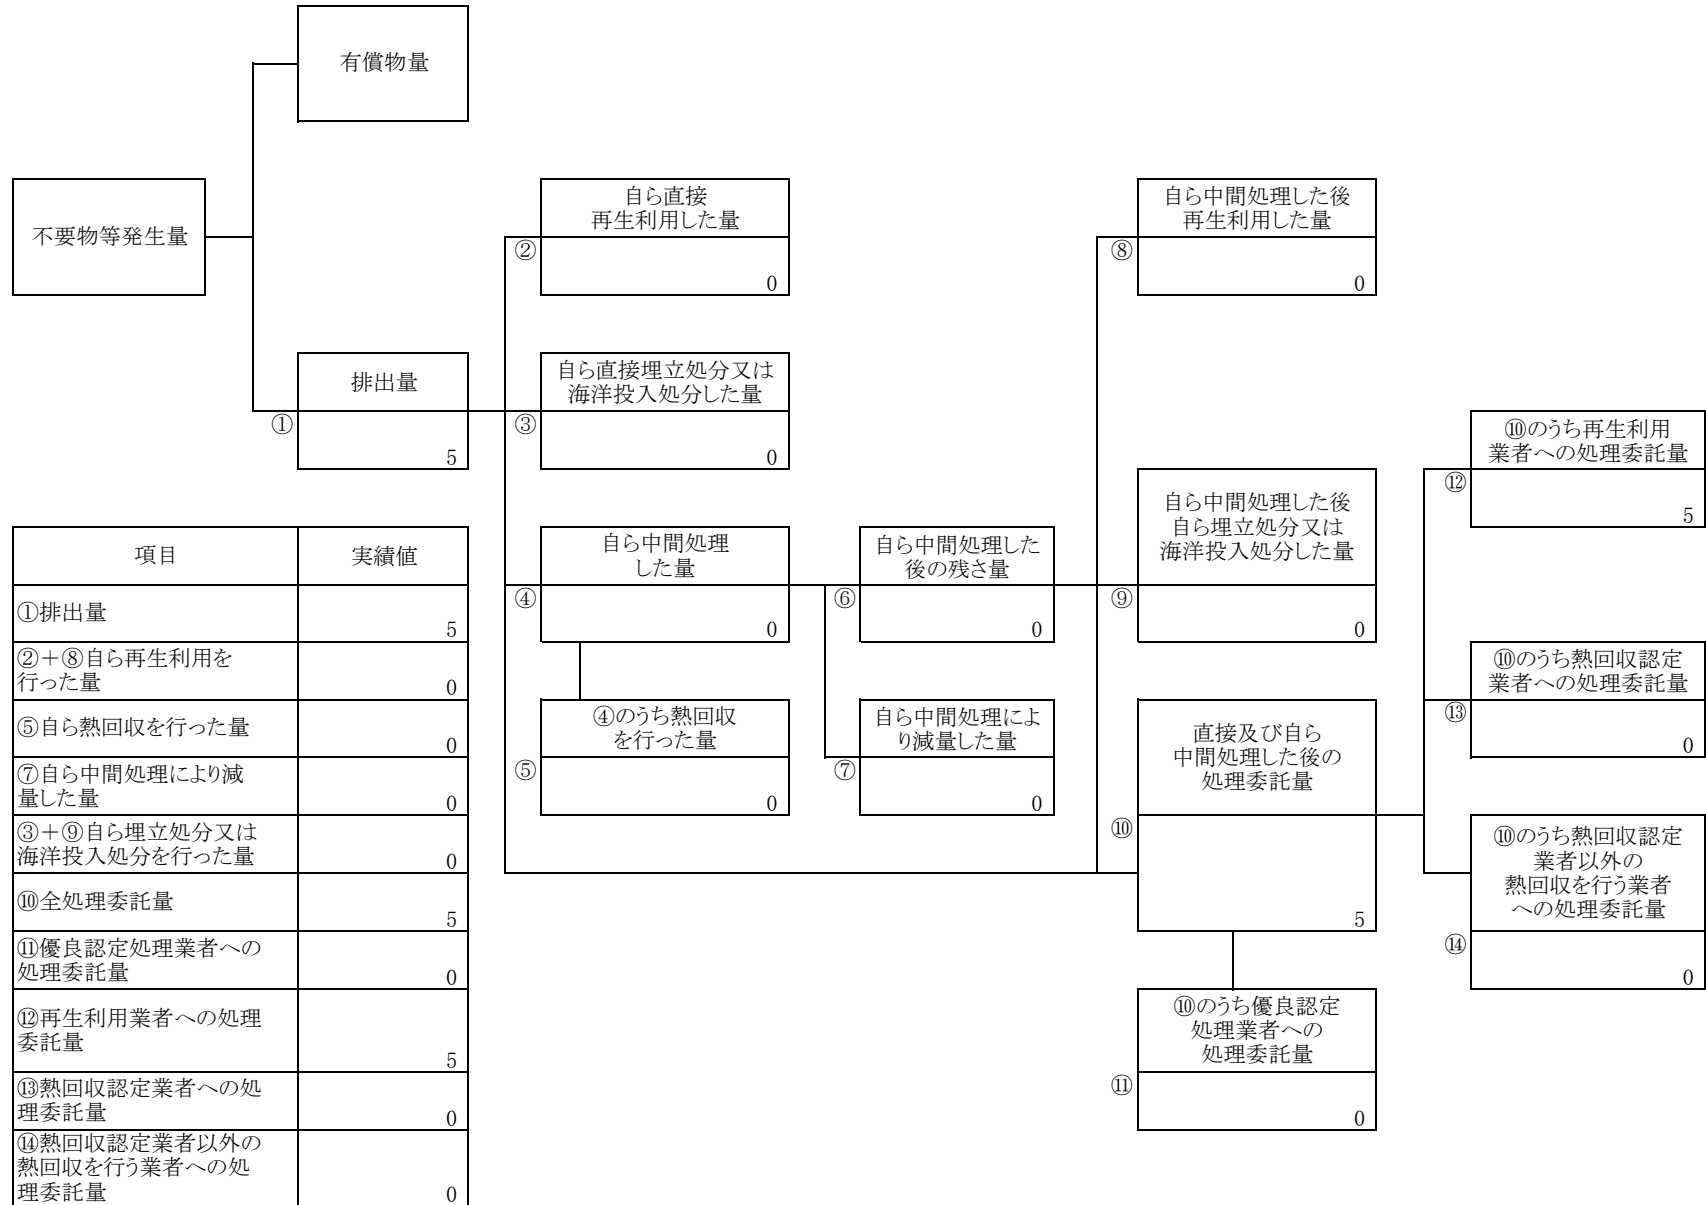 有償物量
不要物等発生量
自ら直接
再生利用した量
②
0
自ら中間処理した後
再生利用した量
⑧
0
排出量
①
5
自ら直接埋立処分又は
海洋投入処分した量
③
0
⑩のうち再生利用
業者への処理委託量
⑫
5
自ら中間処理した後
自ら埋立処分又は
海洋投入処分した量
⑨
0
自ら中間処理
した量
④
0
自ら中間処理した
後の残さ量
⑥
0
⑩のうち熱回収認定
業者への処理委託量
⑬
0
④のうち熱回収
を行った量
⑤
0
自ら中間処理によ
り減量した量
⑦
0
直接及び自ら
中間処理した後の
処理委託量
⑩
5
⑩のうち熱回収認定
業者以外の
熱回収を行う業者
への処理委託量
⑭
0
⑩のうち優良認定
処理業者への
処理委託量
⑪
0
項目 実績値
①排出量
5
②＋⑧自ら再生利用を
行った量
0
⑤自ら熱回収を行った量
0
⑦自ら中間処理により減
量した量
0
③＋⑨自ら埋立処分又は
海洋投入処分を行った量
0
⑩全処理委託量
5
⑪優良認定処理業者への
処理委託量
0
⑫再生利用業者への処理
委託量
5
⑬熱回収認定業者への処
理委託量
0
⑭熱回収認定業者以外の
熱回収を行う業者への処
理委託量
0